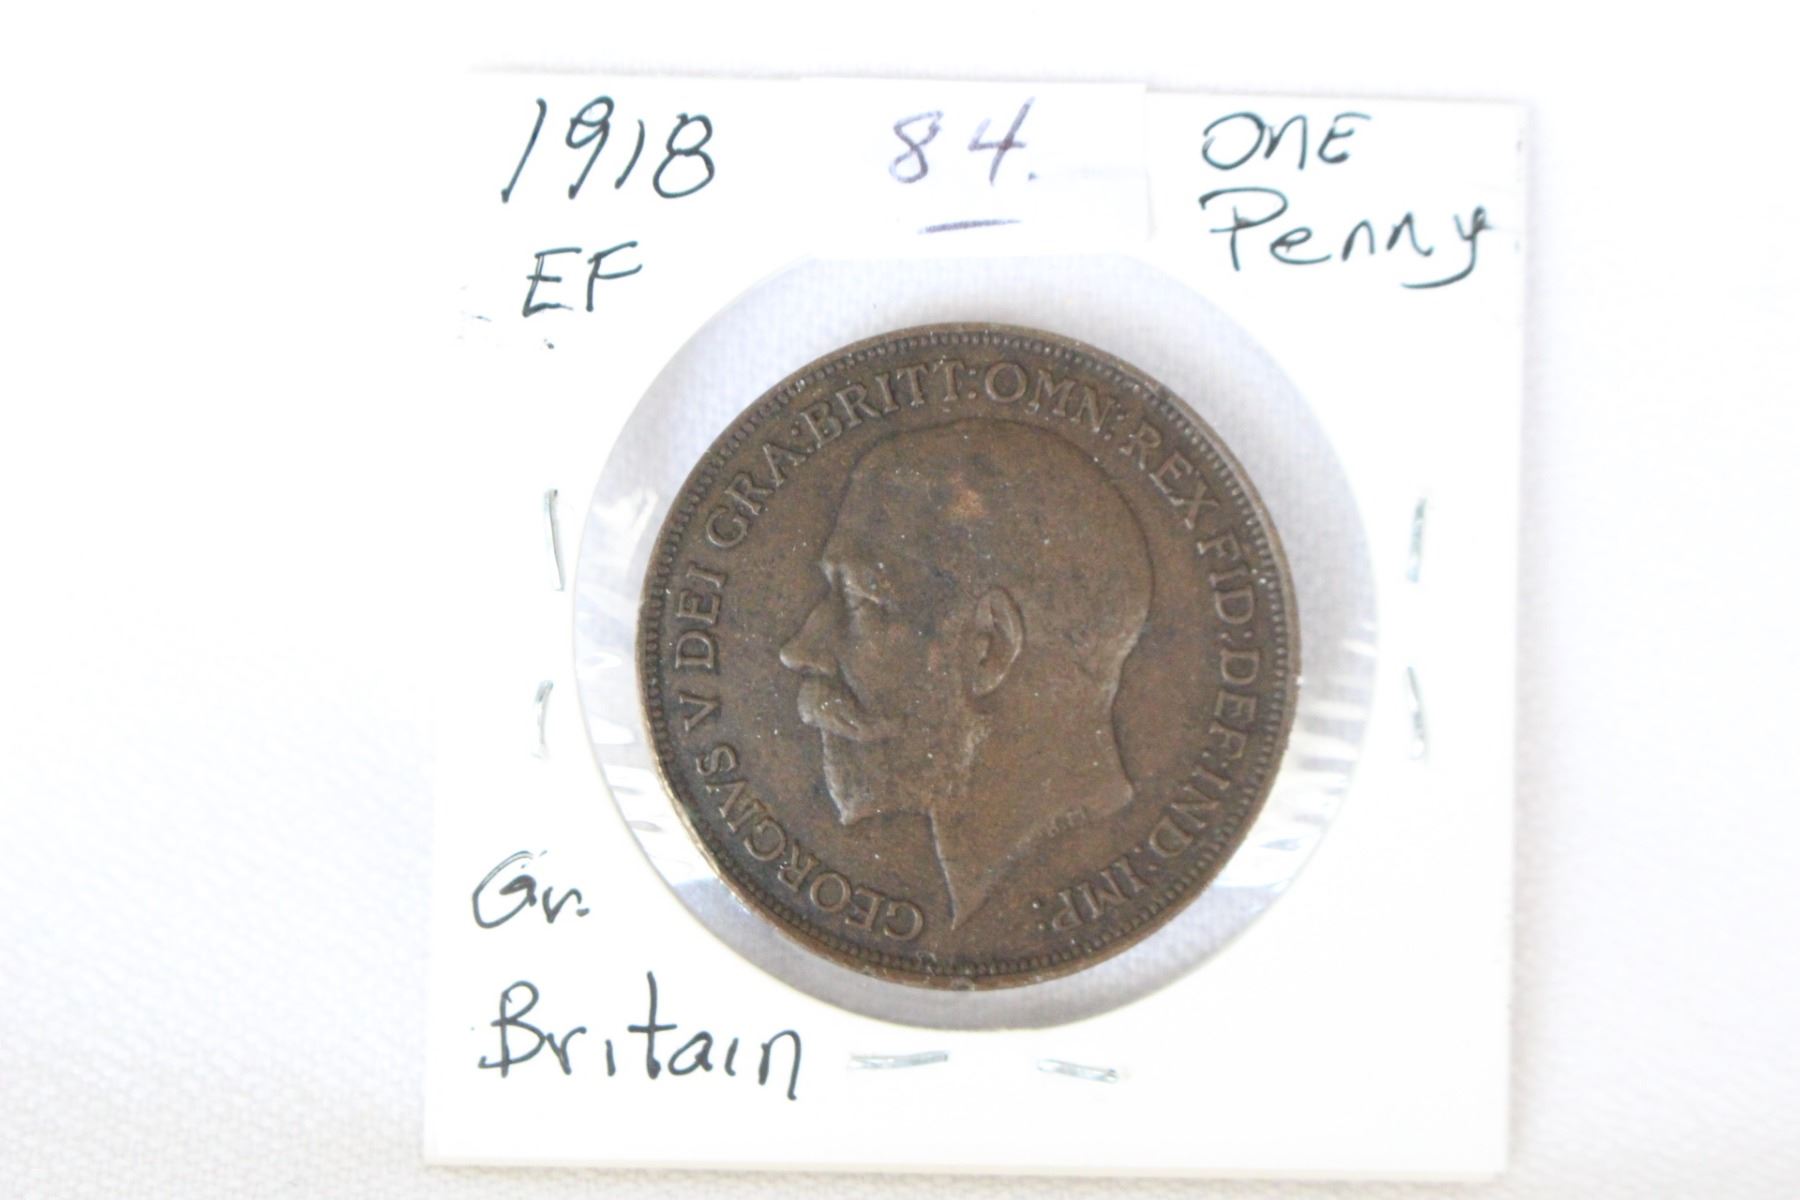 1918
EF
84.
ONE
Penny
GEORGIVS V DEI GRA:BRITT:OMN:REX FID:DEF:IND:IMP:
Gr.
Britain